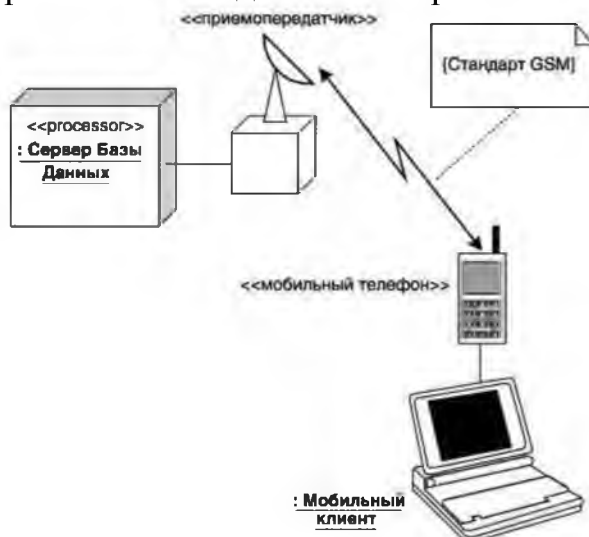 <<приемопередатчик>>
{Стандарт GSM}
<<processor>>
: Сервер Базы
Данных
<<мобильный телефон>>
: Мобильный
клиент